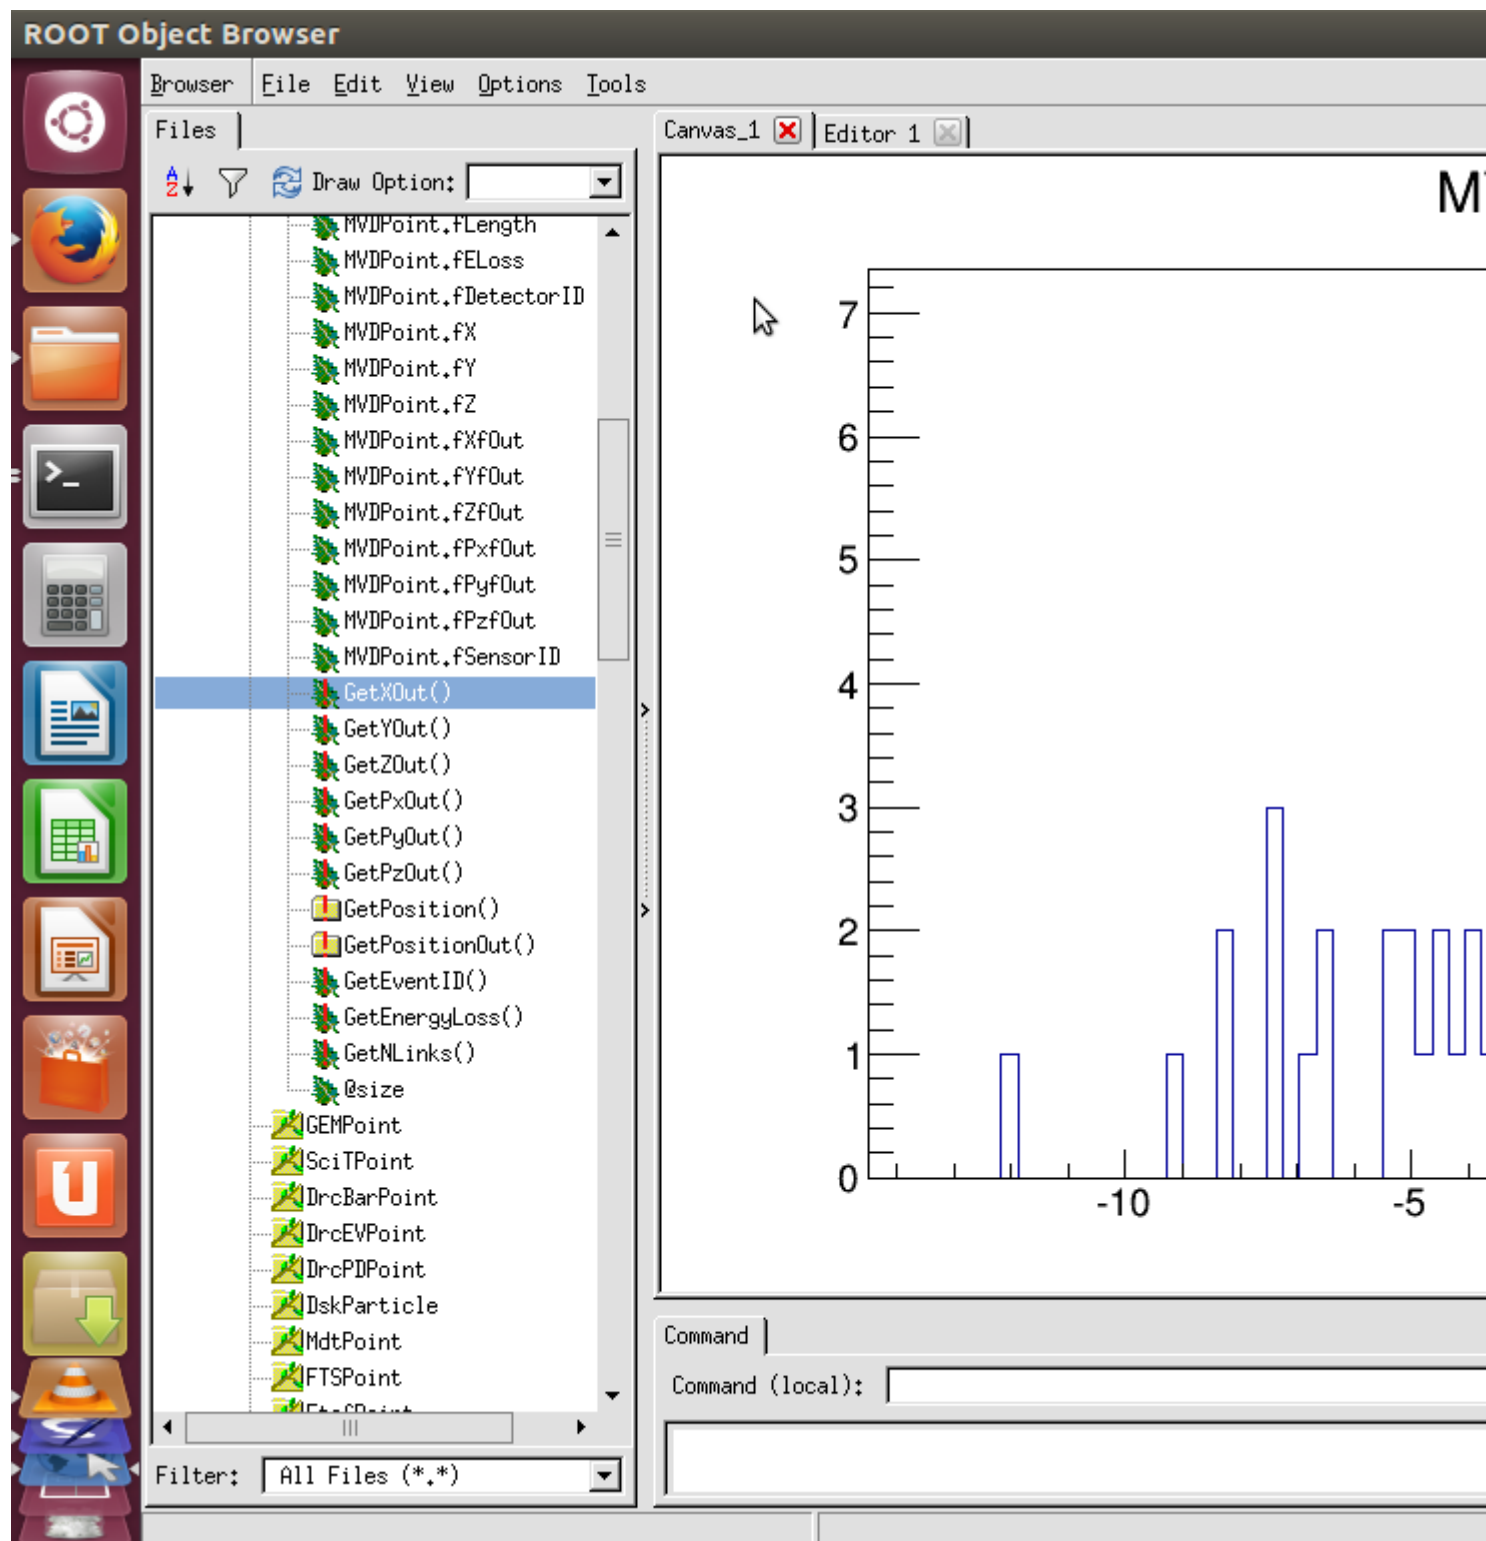 ROOT Object Browser
Browser File Edit View Options Tools
Files
Draw Option:
MVDPoint.fLength
MVDPoint.fELoss
MVDPoint.fDetectorID
MVDPoint.fX
MVDPoint.fY
MVDPoint.fZ
MVDPoint.fXfOut
MVDPoint.fYfOut
MVDPoint.fZfOut
MVDPoint.fPxfOut
MVDPoint.fPyfOut
MVDPoint.fPzfOut
MVDPoint.fSensorID
GetXOut()
GetYOut()
GetZOut()
GetPxOut()
GetPyOut()
GetPzOut()
GetPosition()
GetPositionOut()
GetEventID()
GetEnergyLoss()
GetNLinks()
@size
GEMPoint
SciTPoint
DrcBarPoint
DrcEVPoint
DrcPDPoint
DskParticle
MdtPoint
FTSPoint
Filter: All Files (*.*)
Canvas_1 Editor 1
7
6
5
4
3
2
1
0
-10 -5
Command
Command (local):